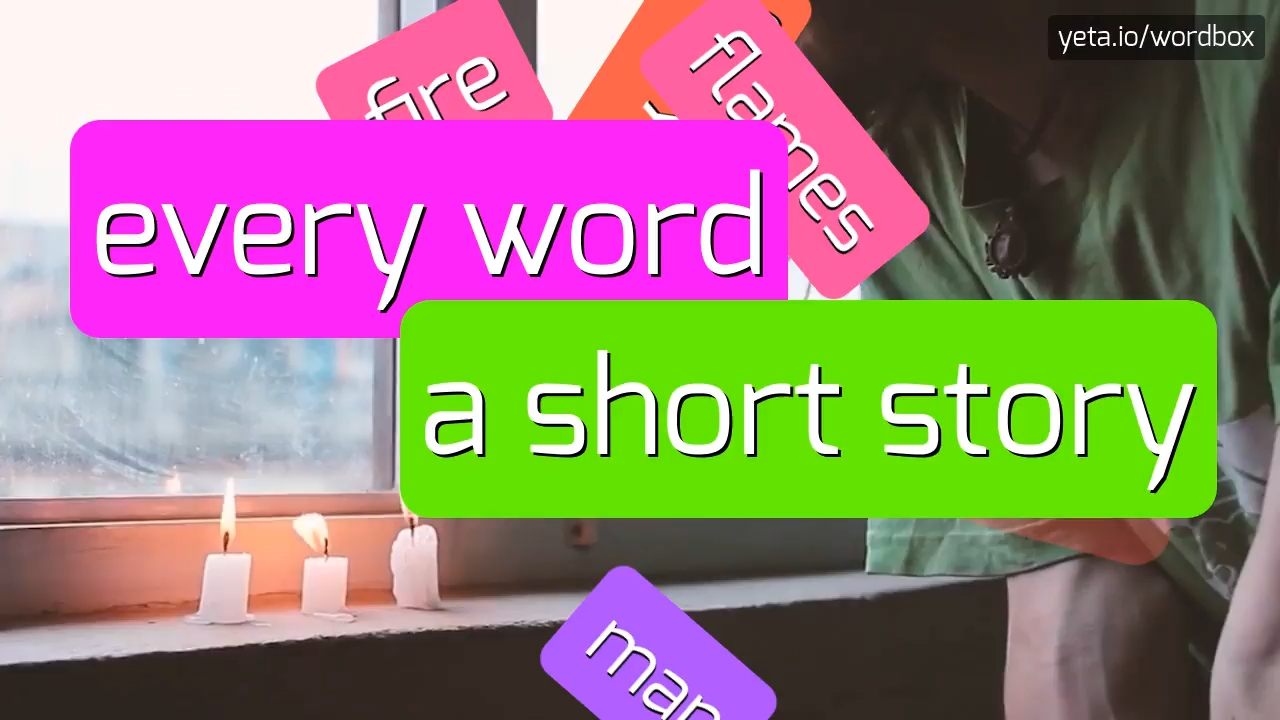 yeta.io/wordbox
fire
flames
every word
a short story